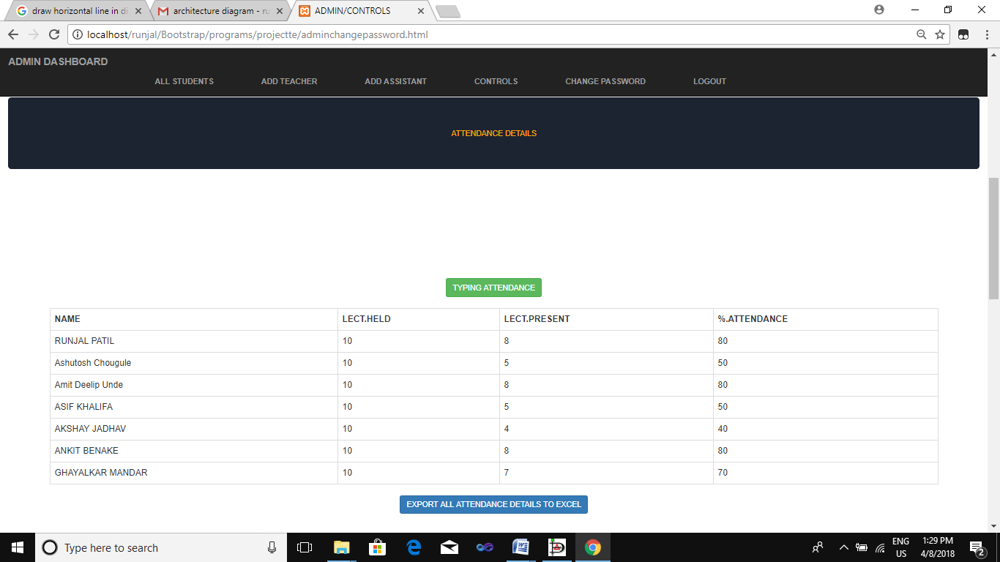 draw horizontal line in di
architecture diagram - ru
ADMIN/CONTROLS
localhost/runjal/Bootstrap/programs/projectte/adminchangepassword.html
ADMIN DASHBOARD
ALL STUDENTS ADD TEACHER ADD ASSISTANT CONTROLS CHANGE PASSWORD LOGOUT
ATTENDANCE DETAILS
TYPING ATTENDANCE
NAME LECT.HELD LECT.PRESENT %.ATTENDANCE
RUNJAL PATIL 10 8 80
Ashutosh Chougule 10 5 50
Amit Deelip Unde 10 8 80
ASIF KHALIFA 10 5 50
AKSHAY JADHAV 10 4 40
ANKIT BENAKE 10 8 80
GHAYALKAR MANDAR 10 7 70
EXPORT ALL ATTENDANCE DETAILS TO EXCEL
Type here to search
ENG
US
1:29 PM
4/8/2018
2